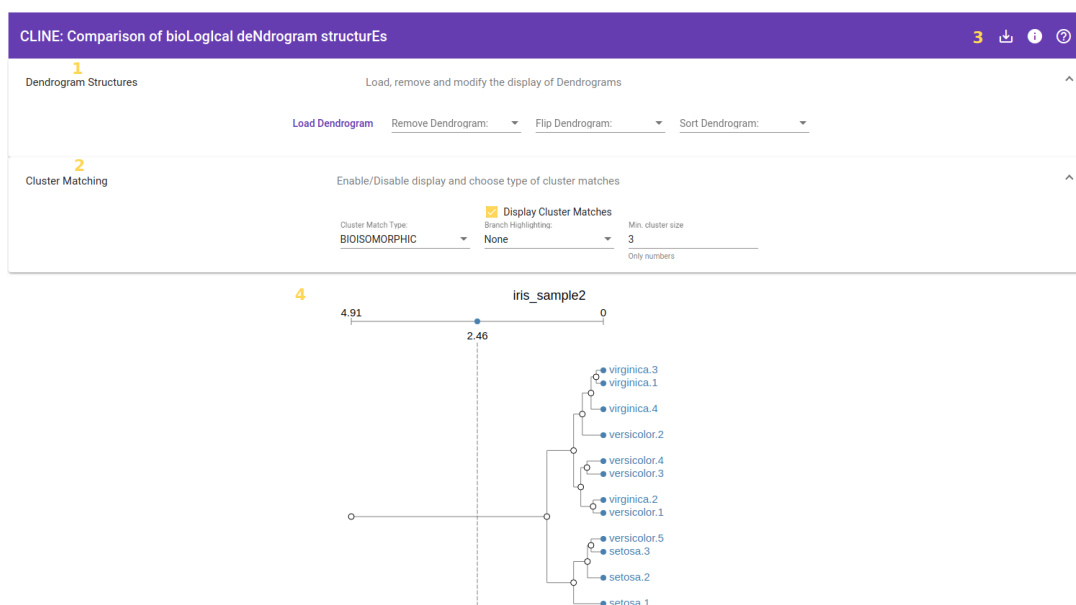 CLINE: Comparison of bioLogIcal deNdrogram structurEs 3
1
Dendrogram Structures Load, remove and modify the display of Dendrograms
Load Dendrogram Remove Dendrogram: Flip Dendrogram: Sort Dendrogram:
2
Cluster Matching Enable/Disable display and choose type of cluster matches
Display Cluster Matches
Cluster Match Type: Branch Highlighting: Min. cluster size
BIOISOMORPHIC None 3
Only numbers
4 iris_sample2
4.91 0
2.46
virginica.3
virginica.1
virginica.4
versicolor.2
versicolor.4
versicolor.3
virginica.2
versicolor.1
versicolor.5
setosa.3
setosa.2
setosa.1